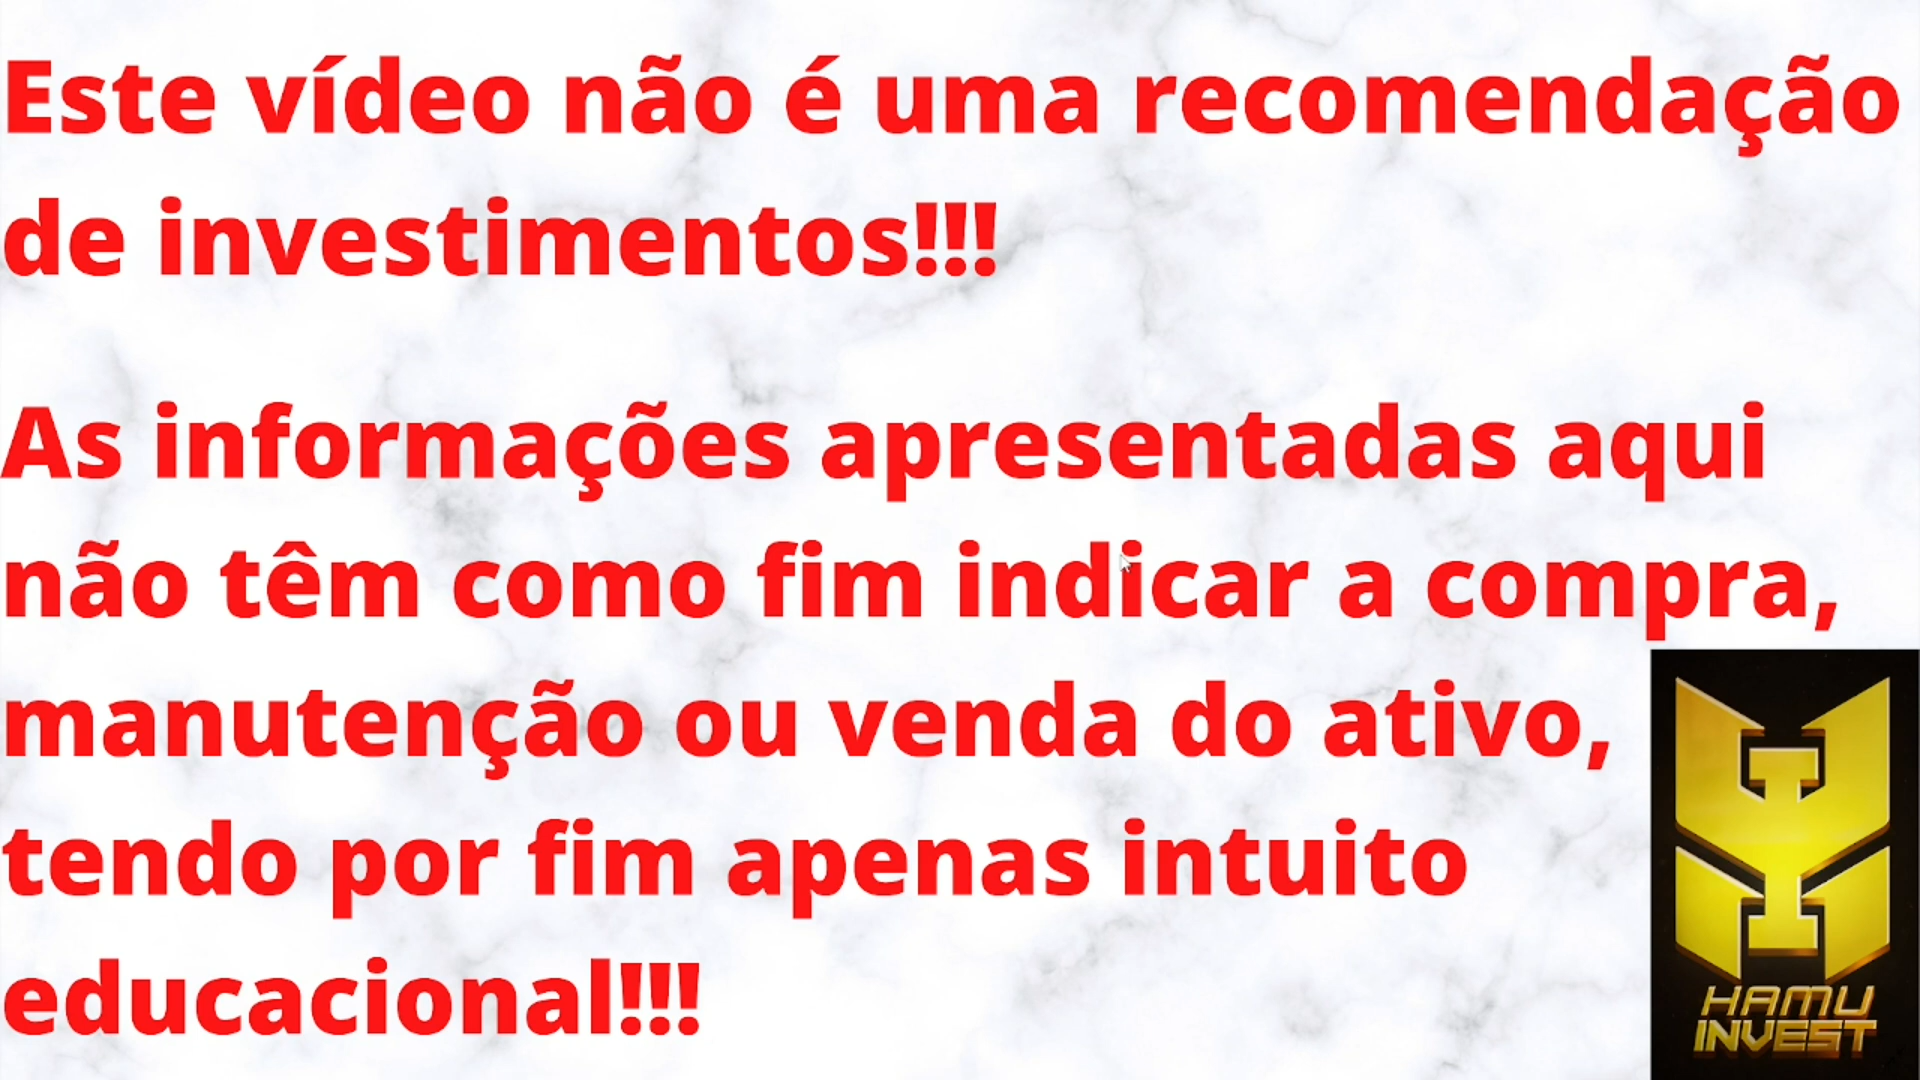 Este vídeo não é uma recomendação
de investimentos!!!
As informações apresentadas aqui
não têm como fim indicar a compra,
manutenção ou venda do ativo,
tendo por fim apenas intuito
educacional!!!
HAMU
INVEST